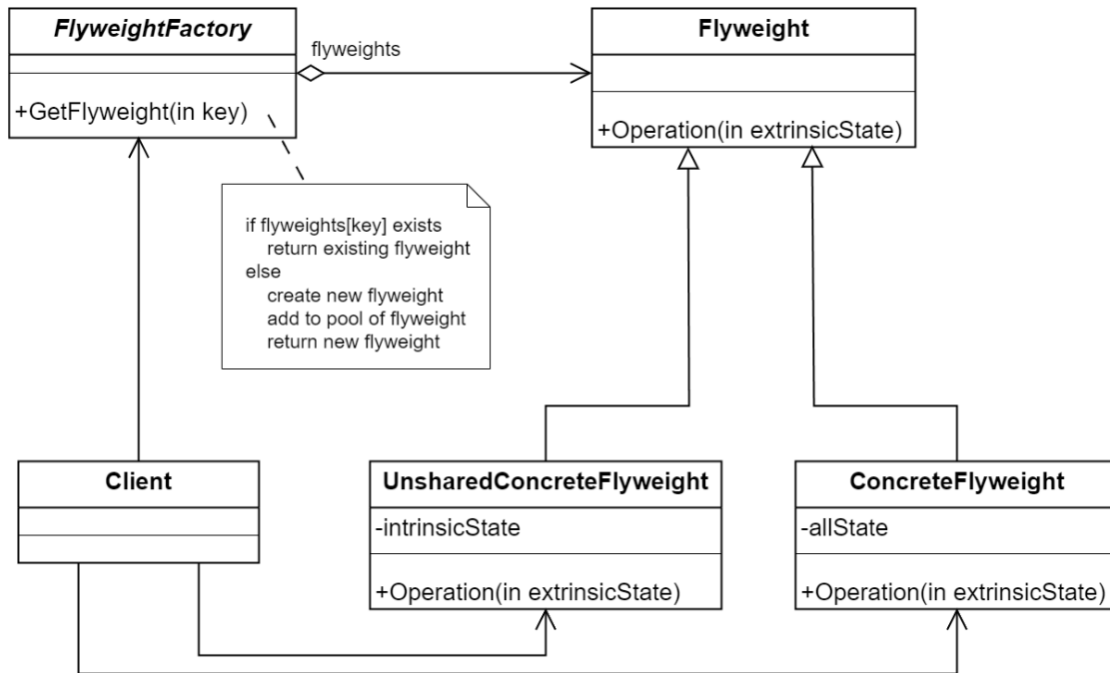 FlyweightFactory
+GetFlyweight(in key)
flyweights
Flyweight
+Operation(in extrinsicState)
if flyweights[key] exists
return existing flyweight
else
create new flyweight
add to pool of flyweight
return new flyweight
Client
UnsharedConcreteFlyweight
-intrinsicState
+Operation(in extrinsicState)
ConcreteFlyweight
-allState
+Operation(in extrinsicState)